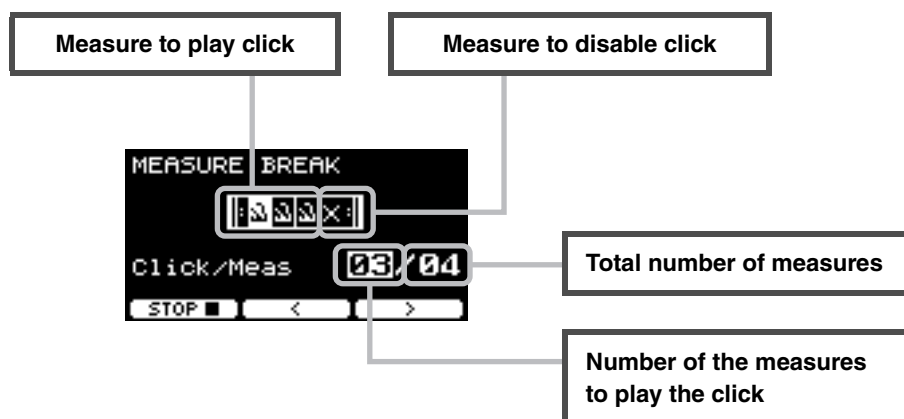 Measure to play click
Measure to disable click
MEASURE BREAK
Click/Meas 03/04
STOP ■ < >
Total number of measures
Number of the measures
to play the click